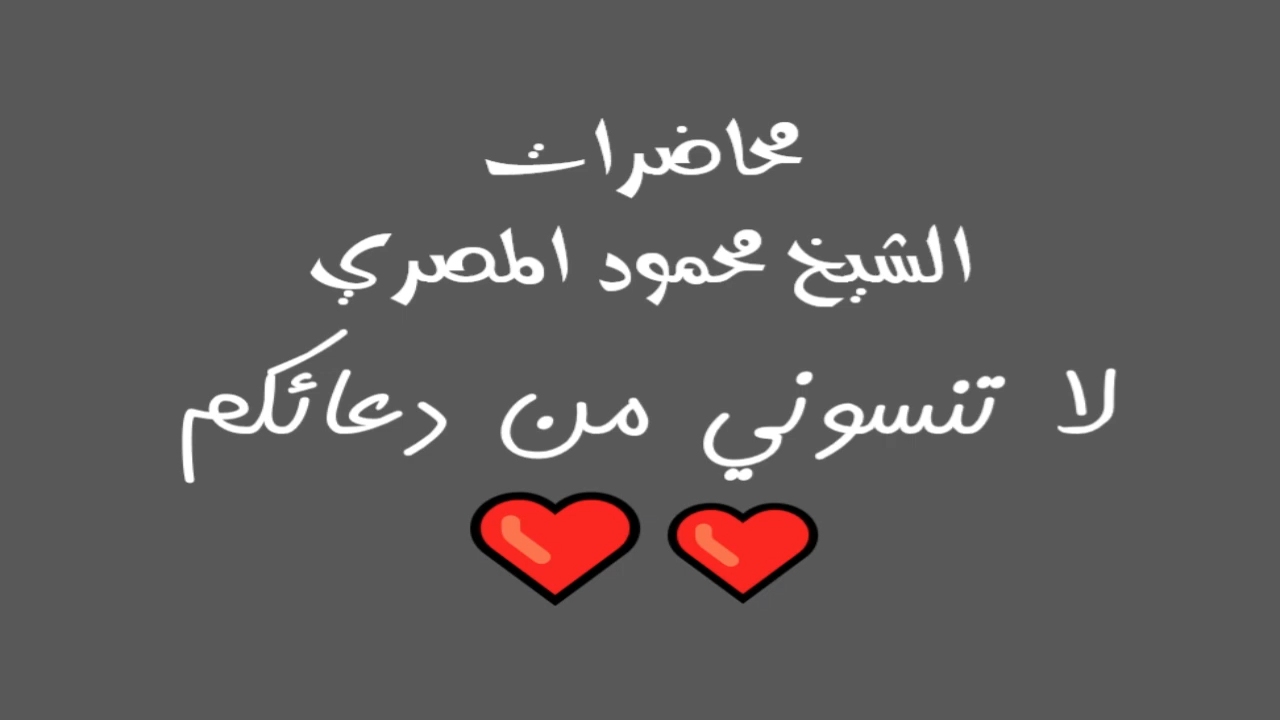 محاضرات
الشيخ محمود المصري
لا تنسوني من دعائكم